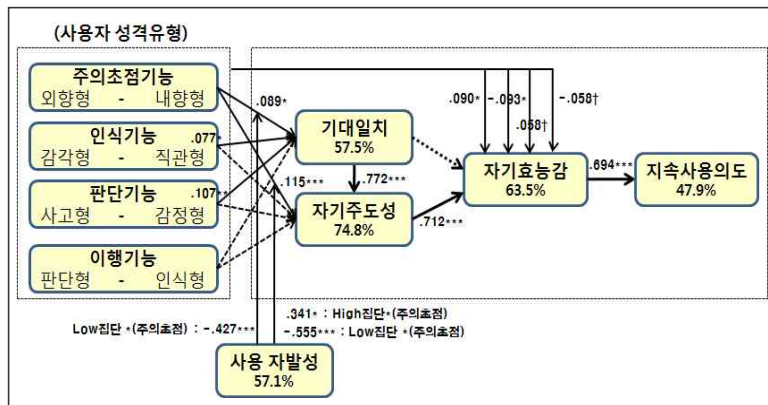 (사용자 성격유형)
주의초점기능
외향형 - 내향형
인식기능
감각형 - 직관형
판단기능
사고형 - 감정형
이행기능
판단형 - 인식형
.089*
.077*
.107**
.115***
기대일치
57.5%
.772***
자기주도성
74.8%
.712***
.090*
-.093*
.058†
-.058†
자기효능감
63.5%
.694***
지속사용의도
47.9%
Low집단 *(주의초점) : -.427***
.341* : High집단*(주의초점)
-.555*** : Low집단 *(주의초점)
사용 자발성
57.1%